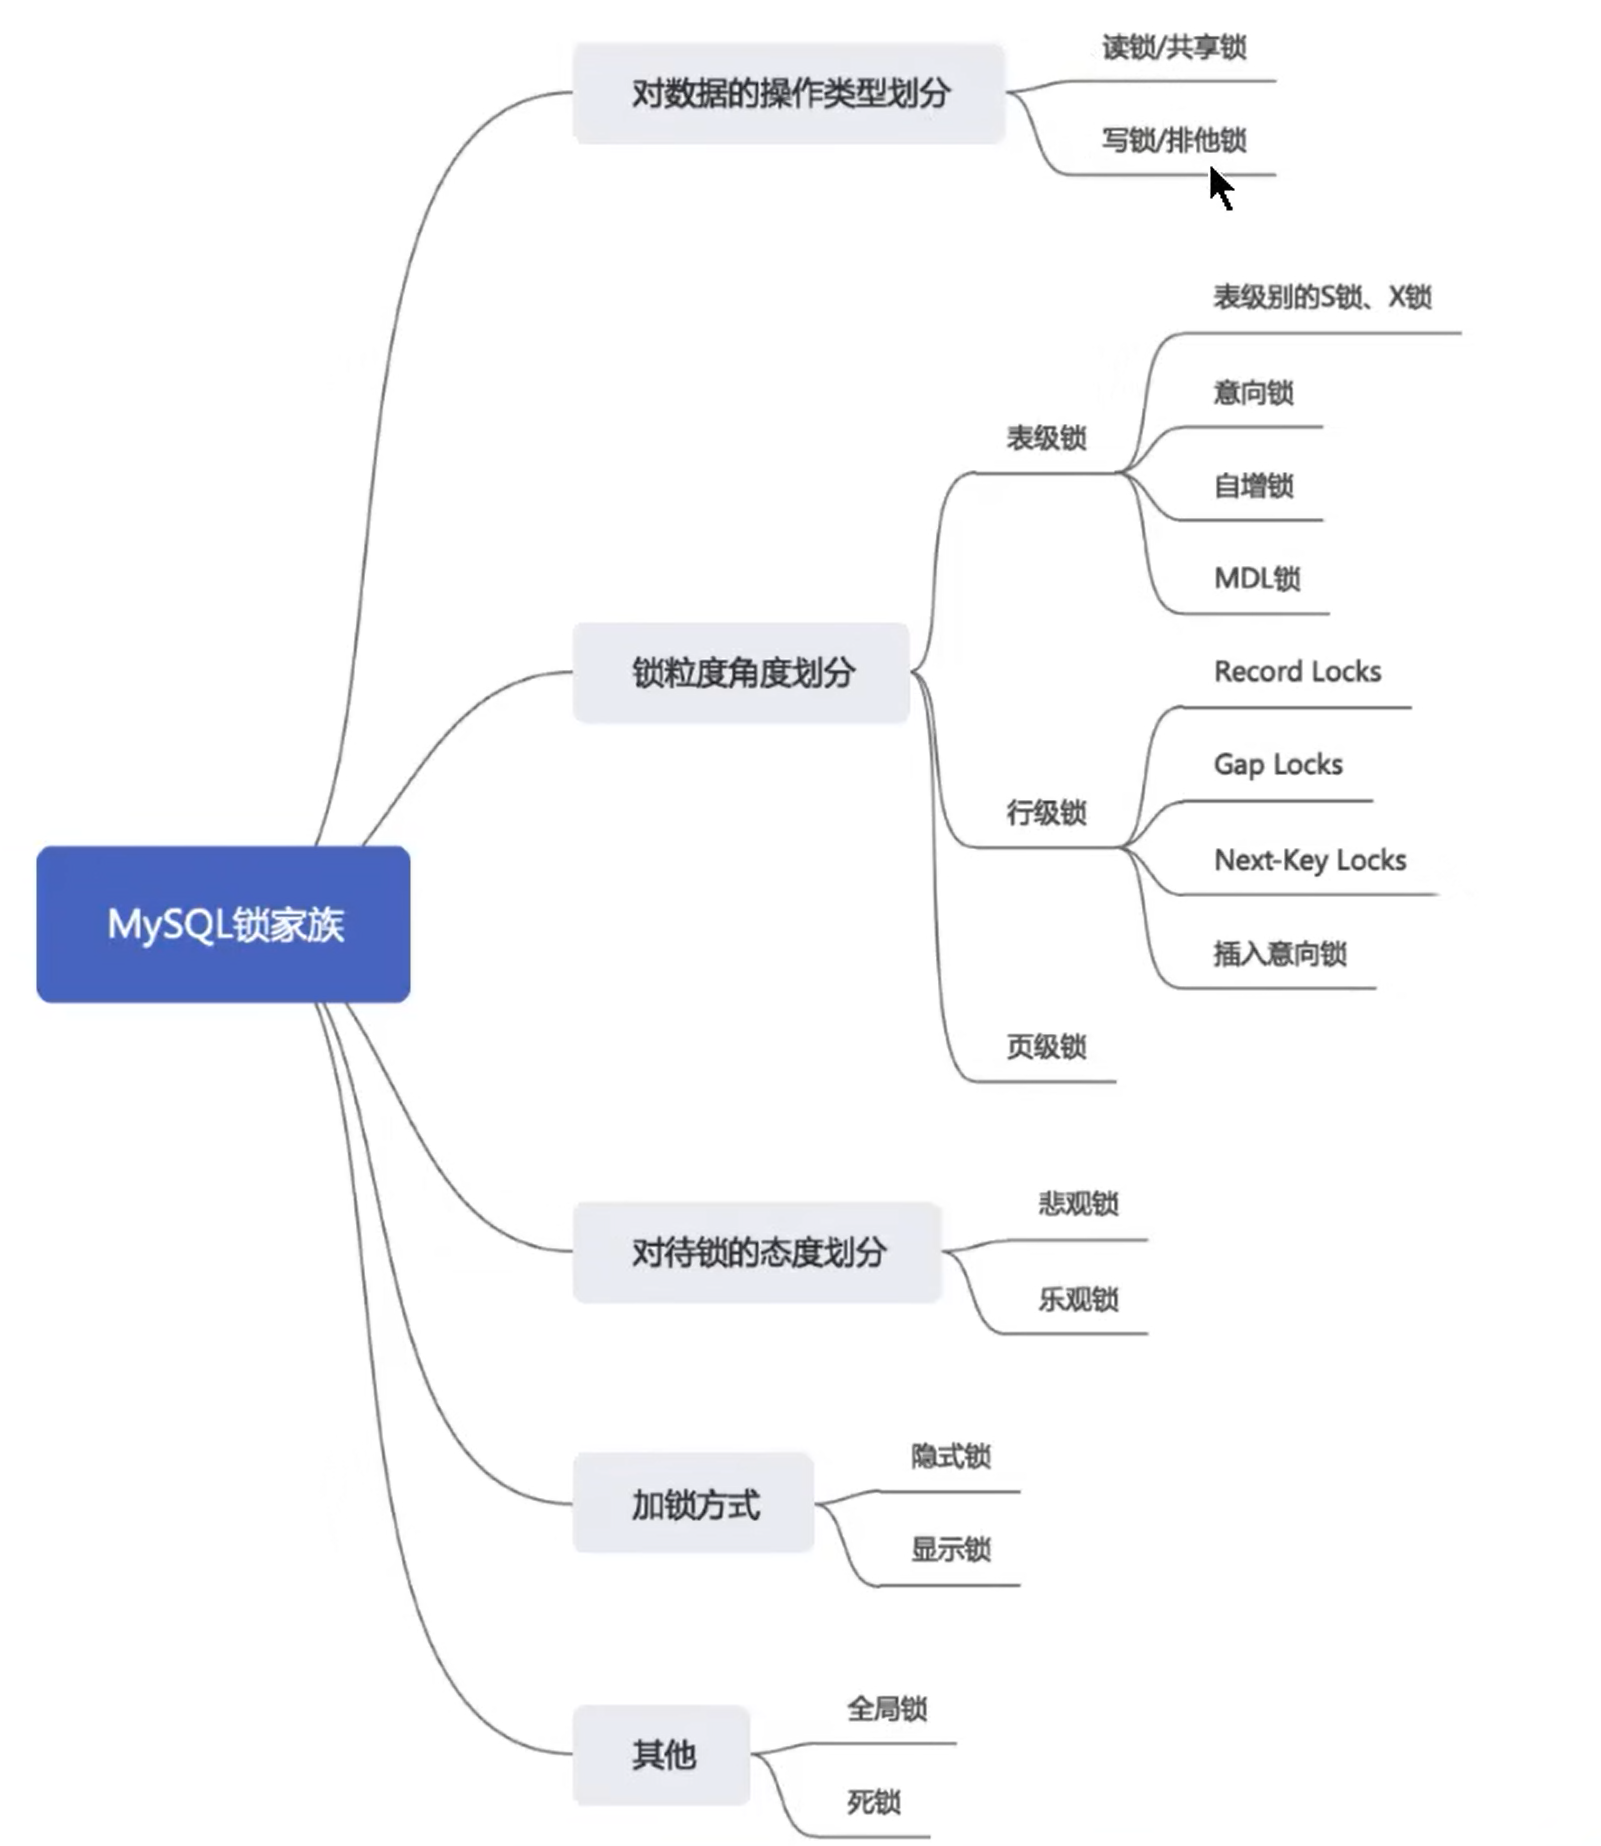 MySQL锁家族
对数据的操作类型划分
读锁/共享锁
写锁/排他锁
锁粒度角度划分
表级锁
表级别的S锁、X锁
意向锁
自增锁
MDL锁
行级锁
Record Locks
Gap Locks
Next-Key Locks
插入意向锁
页级锁
对待锁的态度划分
悲观锁
乐观锁
加锁方式
隐式锁
显示锁
其他
全局锁
死锁